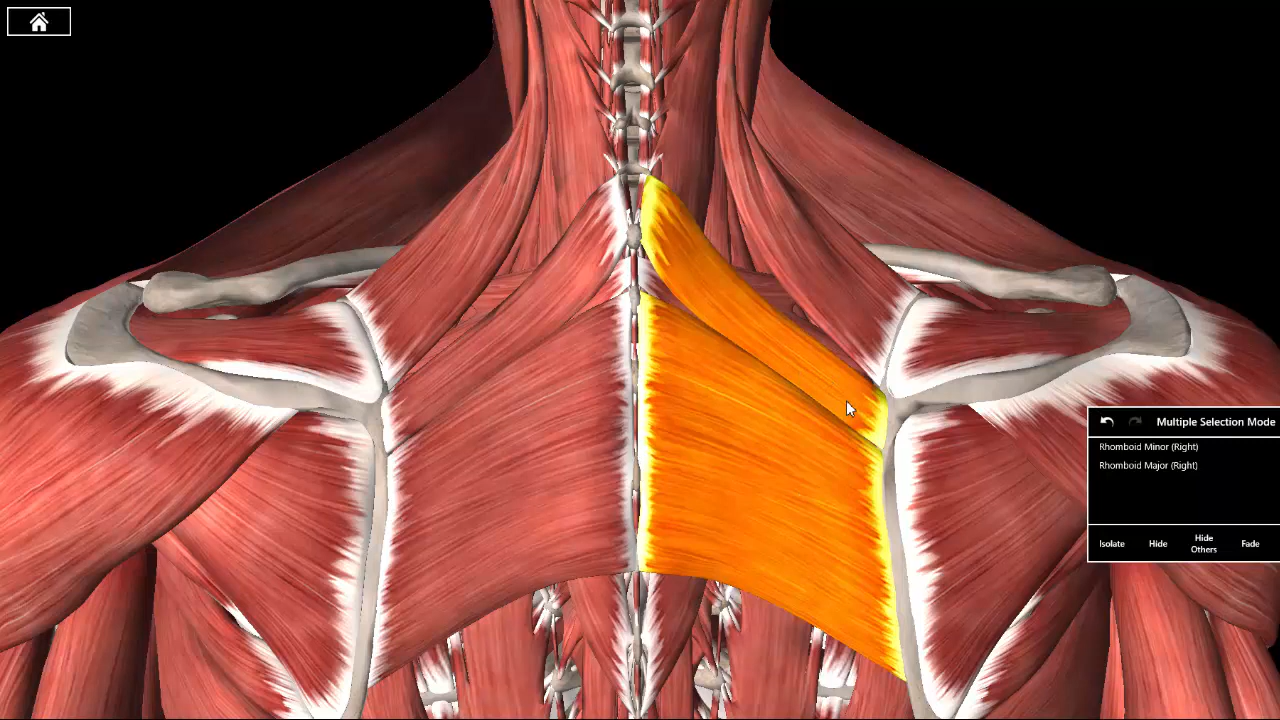 Multiple Selection Mode
Rhomboid Minor (Right)
Rhomboid Major (Right)
Isolate Hide Hide Others Fade